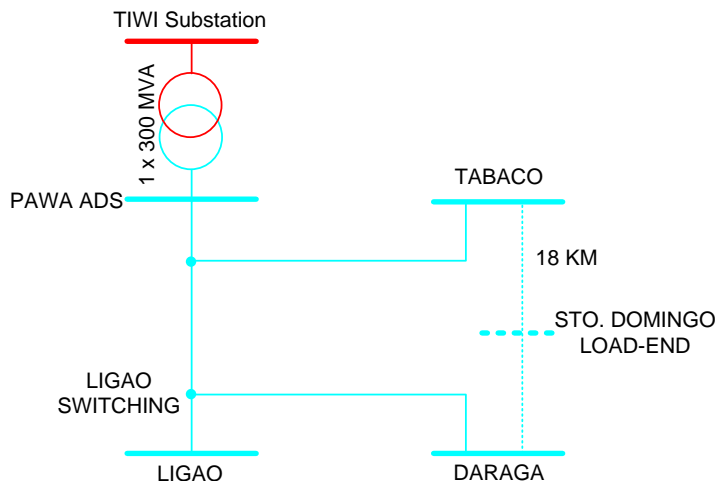 TIWI Substation
1 x 300 MVA
PAWA ADS
TABACO
18 KM
STO. DOMINGO
LOAD-END
LIGAO
SWITCHING
LIGAO
DARAGA